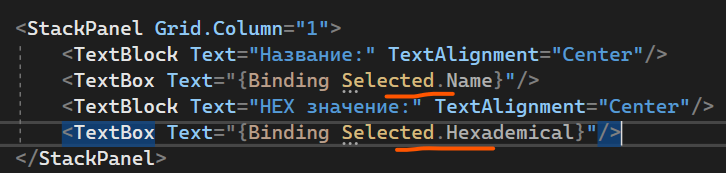 <StackPanel Grid.Column="1">
<TextBlock Text="Название:" TextAlignment="Center"/>
<TextBox Text="{Binding Selected.Name}"/>
<TextBlock Text="HEX значение:" TextAlignment="Center"/>
<TextBox Text="{Binding Selected.Hexademical}"/>
</StackPanel>